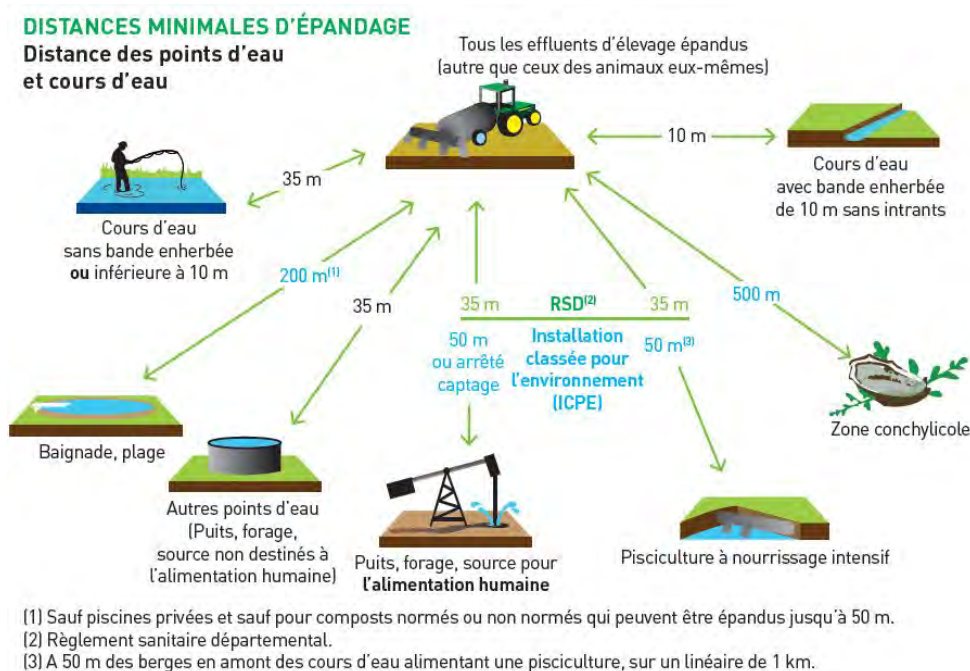 DISTANCES MINIMALES D'ÉPANDAGE
Distance des points d'eau
et cours d'eau
Tous les effluents d'élevage épandus
(autre que ceux des animaux eux-mêmes)
10 m
Cours d'eau
avec bande enherbée
de 10 m sans intrants
35 m
Cours d'eau
sans bande enherbée
ou inférieure à 10 m
200 m(1)
35 m
35 m
RSD(2)
35 m
500 m
50 m
ou arrêté
captage
Installation
classée pour
l'environnement
(ICPE)
50 m(3)
Baignade, plage
Autres points d'eau
(Puits, forage,
source non destinés à
l'alimentation humaine)
Puits, forage, source pour
l'alimentation humaine
Pisciculture à nourrissage intensif
Zone conchylicole
(1) Sauf piscines privées et sauf pour composts normés ou non normés qui peuvent être épandus jusqu'à 50 m.
(2) Règlement sanitaire départemental.
(3) A 50 m des berges en amont des cours d'eau alimentant une pisciculture, sur un linéaire de 1 km.